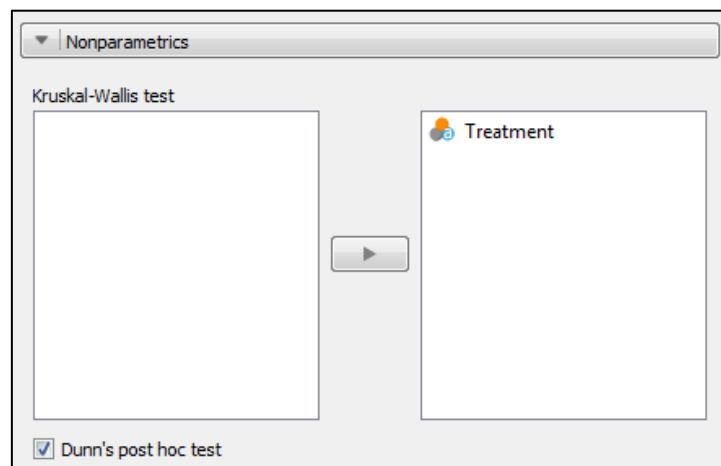 Nonparametrics
Kruskal-Wallis test
Treatment
Dunn's post hoc test